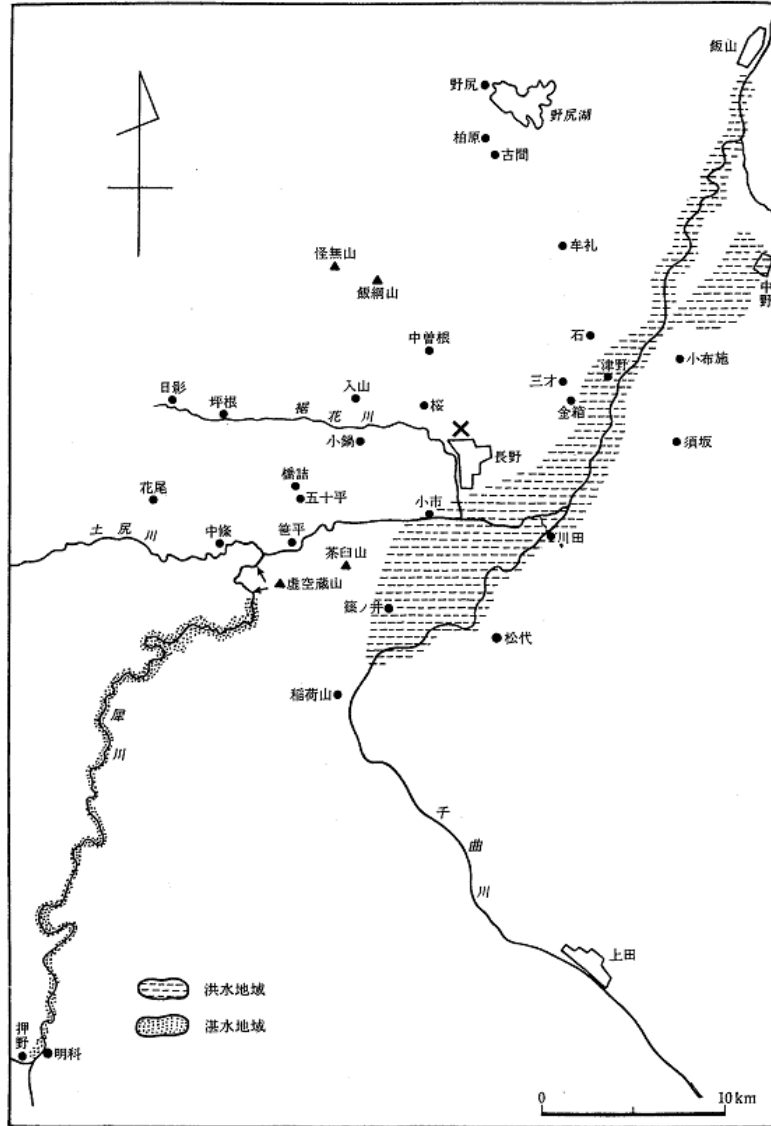 飯山
野尻
野尻湖
柏原
古間
牟礼
怪無山
飯綱山
中野
石
中曽根
津野
小布施
三才
日影
入山
坪根
桜
金箱
裾花川
小鍋
長野
須坂
橋詰
花尾
五十平
小市
土尻川
中條
笹平
川田
茶臼山
虚空蔵山
篠ノ井
松代
稲荷山
犀川
千曲川
上田
洪水地域
湛水地域
押野
明科
0 10km